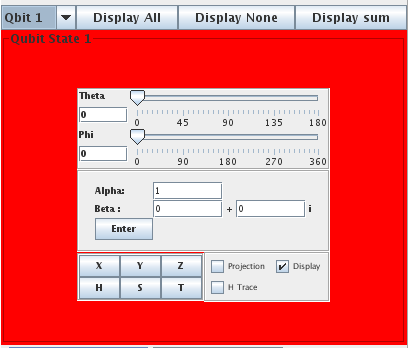 Qbit 1 Display All Display None Display sum
Qubit State 1
Theta
0
0 45 90 135 180
Phi
0
0 90 180 270 360
Alpha: 1
Beta : 0 + 0 i
Enter
X Y Z
H S T
Projection Display
H Trace